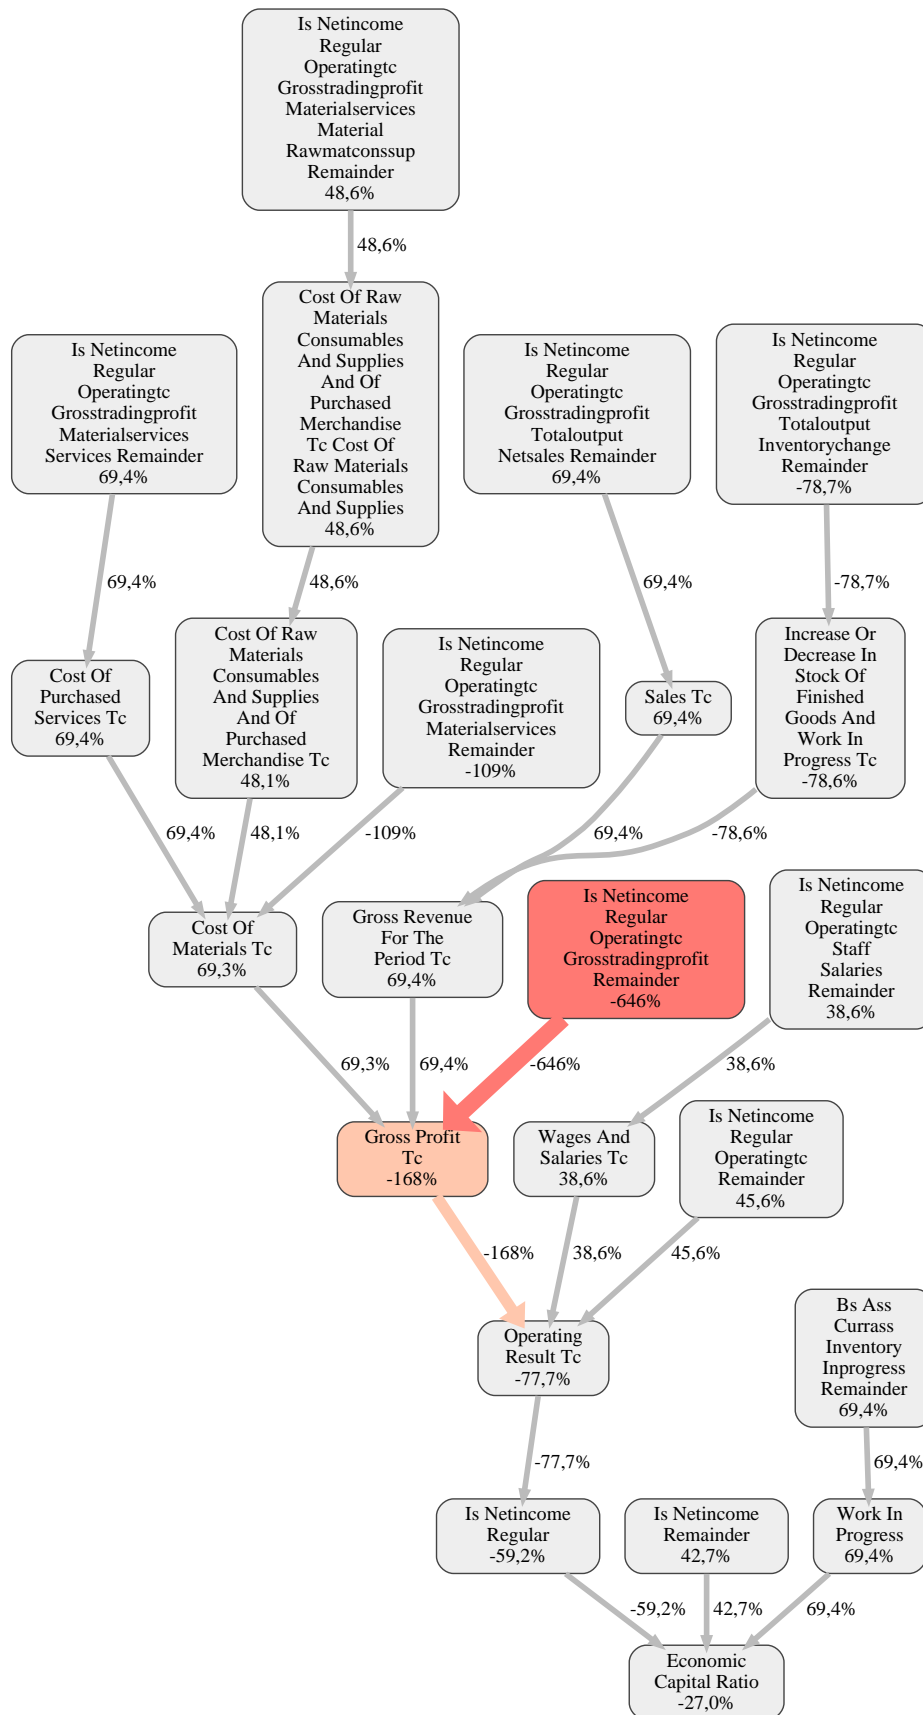 Is Netincome
Regular
Operatingtc
Grosstradingprofit
Materialservices
Material
Rawmatconssup
Remainder
48,6%
48,6%
Cost Of Raw
Materials
Consumables
And Supplies
And Of
Purchased
Merchandise
Tc Cost Of
Raw Materials
Consumables
And Supplies
48,6%
Is Netincome
Regular
Operatingtc
Grosstradingprofit
Materialservices
Services Remainder
69,4%
Is Netincome
Regular
Operatingtc
Grosstradingprofit
Totaloutput
Netsales Remainder
69,4%
Is Netincome
Regular
Operatingtc
Grosstradingprofit
Totaloutput
Inventorychange
Remainder
-78,7%
69,4%
48,6%
69,4%
-78,7%
Cost Of
Purchased
Services Tc
69,4%
Cost Of Raw
Materials
Consumables
And Supplies
And Of
Purchased
Merchandise Tc
48,1%
Is Netincome
Regular
Operatingtc
Grosstradingprofit
Materialservices
Remainder
-109%
Sales Tc
69,4%
Increase Or
Decrease In
Stock Of
Finished
Goods And
Work In
Progress Tc
-78,6%
69,4%
48,1%
-109%
69,4%
-78,6%
Cost Of
Materials Tc
69,3%
Gross Revenue
For The
Period Tc
69,4%
Is Netincome
Regular
Operatingtc
Grosstradingprofit
Remainder
-646%
Is Netincome
Regular
Operatingtc
Staff
Salaries
Remainder
38,6%
69,3%
69,4%
-646%
38,6%
Gross Profit
Tc
-168%
Wages And
Salaries Tc
38,6%
Is Netincome
Regular
Operatingtc
Remainder
45,6%
-168%
38,6%
45,6%
Operating
Result Tc
-77,7%
Bs Ass
Currass
Inventory
Inprogress
Remainder
69,4%
-77,7%
69,4%
Is Netincome
Regular
-59,2%
Is Netincome
Remainder
42,7%
Work In
Progress
69,4%
-59,2%
42,7%
69,4%
Economic
Capital Ratio
-27,0%